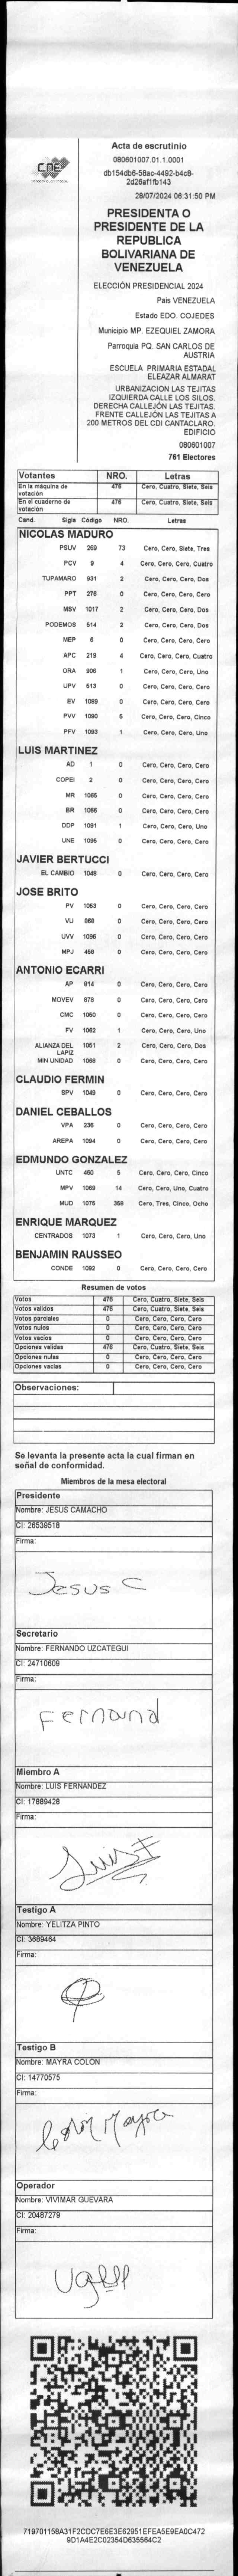 CNE
Acta de escrutinio
080601007.01.1.0001
db154db6-58ac-4492-b4c8-
2d26af1fb143
28/07/2024 06:31:50 PM
PRESIDENTA O
PRESIDENTE DE LA
REPUBLICA
BOLIVARIANA DE
VENEZUELA
ELECCIÓN PRESIDENCIAL 2024
Pais VENEZUELA
Estado EDO. COJEDES
Municipio MP. EZEQUIEL ZAMORA
Parroquia PQ. SAN CARLOS DE
AUSTRIA
ESCUELA PRIMARIA ESTADAL
ELEAZAR ALMARAT
URBANIZACION LAS TEJITAS
IZQUIERDA CALLE LOS SILOS.
DERECHA CALLEJÓN LAS TEJITAS.
FRENTE CALLEJÓN LAS TEJITAS A
200 METROS DEL CDI CANTACLARO.
EDIFICIO
080601007
761 Electores
Votantes NRO. Letras
En la máquina de votación 476 Cero, Cuatro, Siete, Seis
En el cuaderno de votación 476 Cero, Cuatro, Siete, Seis
Cand. Sigla Código NRO. Letras
NICOLAS MADURO
PSUV 269 73 Cero, Cero, Siete, Tres
PCV 9 4 Cero, Cero, Cero, Cuatro
TUPAMARO 931 2 Cero, Cero, Cero, Dos
PPT 276 0 Cero, Cero, Cero, Cero
MSV 1017 2 Cero, Cero, Cero, Dos
PODEMOS 514 2 Cero, Cero, Cero, Dos
MEP 6 0 Cero, Cero, Cero, Cero
APC 219 4 Cero, Cero, Cero, Cuatro
ORA 906 1 Cero, Cero, Cero, Uno
UPV 513 0 Cero, Cero, Cero, Cero
EV 1089 0 Cero, Cero, Cero, Cero
PVV 1090 5 Cero, Cero, Cero, Cinco
PFV 1093 1 Cero, Cero, Cero, Uno
LUIS MARTINEZ
AD 1 0 Cero, Cero, Cero, Cero
COPEI 2 0 Cero, Cero, Cero, Cero
MR 1065 0 Cero, Cero, Cero, Cero
BR 1066 0 Cero, Cero, Cero, Cero
DDP 1091 1 Cero, Cero, Cero, Uno
UNE 1095 0 Cero, Cero, Cero, Cero
JAVIER BERTUCCI
EL CAMBIO 1048 0 Cero, Cero, Cero, Cero
JOSE BRITO
PV 1053 0 Cero, Cero, Cero, Cero
VU 868 0 Cero, Cero, Cero, Cero
UVV 1096 0 Cero, Cero, Cero, Cero
MPJ 456 0 Cero, Cero, Cero, Cero
ANTONIO ECARRI
AP 914 0 Cero, Cero, Cero, Cero
MOVEV 678 0 Cero, Cero, Cero, Cero
CMC 1060 0 Cero, Cero, Cero, Cero
FV 1062 1 Cero, Cero, Cero, Uno
ALIANZA DEL LAPIZ 1051 2 Cero, Cero, Cero, Dos
MIN UNIDAD 1068 0 Cero, Cero, Cero, Cero
CLAUDIO FERMIN
SPV 1049 0 Cero, Cero, Cero, Cero
DANIEL CEBALLOS
VPA 236 0 Cero, Cero, Cero, Cero
AREPA 1094 0 Cero, Cero, Cero, Cero
EDMUNDO GONZALEZ
UNTC 460 5 Cero, Cero, Cero, Cinco
MPV 1069 14 Cero, Cero, Uno, Cuatro
MUD 1075 358 Cero, Tres, Cinco, Ocho
ENRIQUE MARQUEZ
CENTRADOS 1073 1 Cero, Cero, Cero, Uno
BENJAMIN RAUSSEO
CONDE 1092 0 Cero, Cero, Cero, Cero
Resumen de votos
Votos 476 Cero, Cuatro, Siete, Seis
Votos validos 476 Cero, Cuatro, Siete, Seis
Votos parciales 0 Cero, Cero, Cero, Cero
Votos nulos 0 Cero, Cero, Cero, Cero
Votos vacios 0 Cero, Cero, Cero, Cero
Opciones validas 476 Cero, Cuatro, Siete, Seis
Opciones nulas 0 Cero, Cero, Cero, Cero
Opciones vacias 0 Cero, Cero, Cero, Cero
Observaciones:
Se levanta la presente acta la cual firman en
señal de conformidad.
Miembros de la mesa electoral
Presidente
Nombre: JESUS CAMACHO
CI: 26539518
Firma:
Jesus C
Secretario
Nombre: FERNANDO UZCATEGUI
CI: 24710609
Firma:
Fernand
Miembro A
Nombre: LUIS FERNANDEZ
CI: 17889428
Firma:
Luis F
Testigo A
Nombre: YELITZA PINTO
CI: 3689464
Firma:
Testigo B
Nombre: MAYRA COLON
CI: 14770575
Firma:
Colon Mayra
Operador
Nombre: VIVIMAR GUEVARA
CI: 20487279
Firma:
719701158A31F2CDC7E6E3E62951EFEA5E9EA0C472
9D1A4E2C02354D635564C2